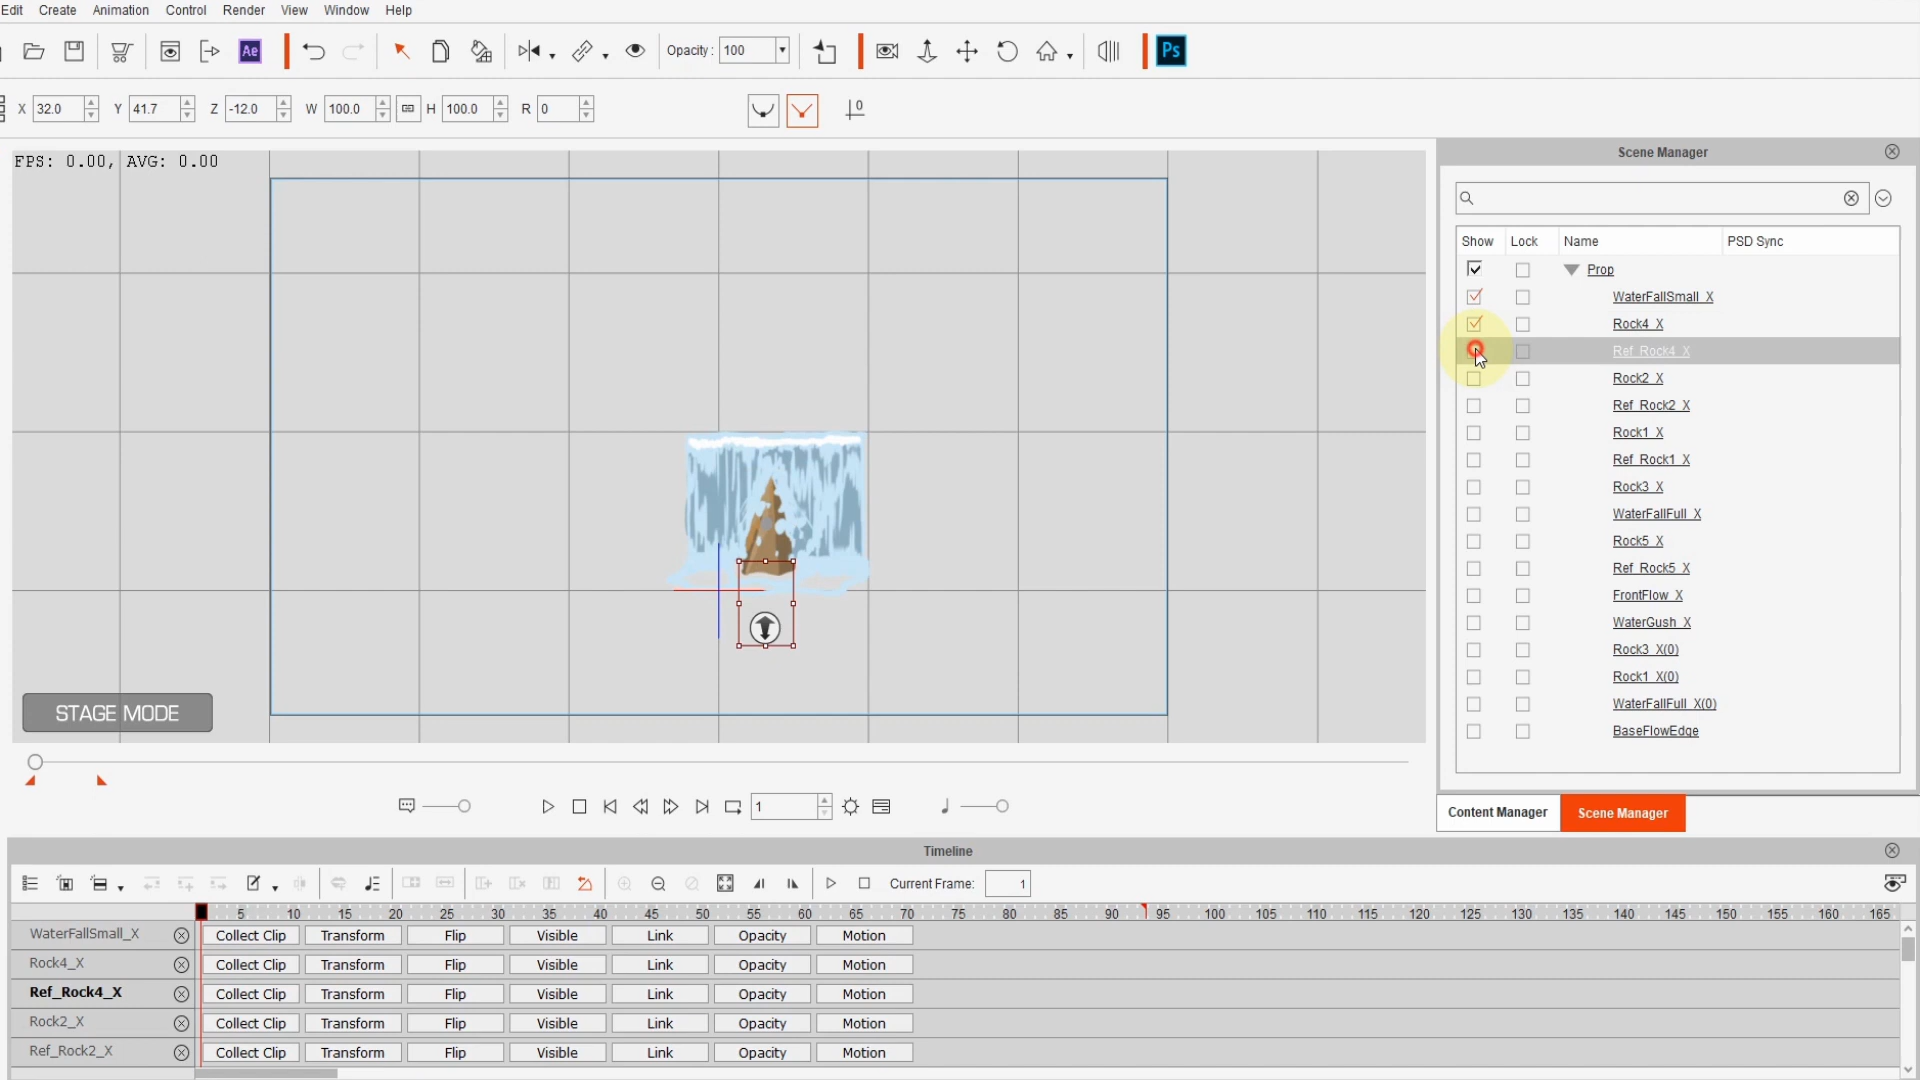 Edit Create Animation Control Render View Window Help
Ae Opacity : 100 Ps
X 32.0 Y 41.7 Z -12.0 W 100.0 H 100.0 R 0 0
FPS: 0.00, AVG: 0.00
STAGE MODE
1
Scene Manager
Show Lock Name PSD Sync
Prop
WaterFallSmall_X
Rock4_X
Ref_Rock4_X
Rock2_X
Ref_Rock2_X
Rock1_X
Ref_Rock1_X
Rock3_X
WaterFallFull_X
Rock5_X
Ref_Rock5_X
FrontFlow_X
WaterGush_X
Rock3_X(0)
Rock1_X(0)
WaterFallFull_X(0)
BaseFlowEdge
Content Manager Scene Manager
Timeline
Current Frame: 1
5 10 15 20 25 30 35 40 45 50 55 60 65 70 75 80 85 90 95 100 105 110 115 120 125 130 135 140 145 150 155 160 165
WaterFallSmall_X Collect Clip Transform Flip Visible Link Opacity Motion
Rock4_X Collect Clip Transform Flip Visible Link Opacity Motion
Ref_Rock4_X Collect Clip Transform Flip Visible Link Opacity Motion
Rock2_X Collect Clip Transform Flip Visible Link Opacity Motion
Ref_Rock2_X Collect Clip Transform Flip Visible Link Opacity Motion